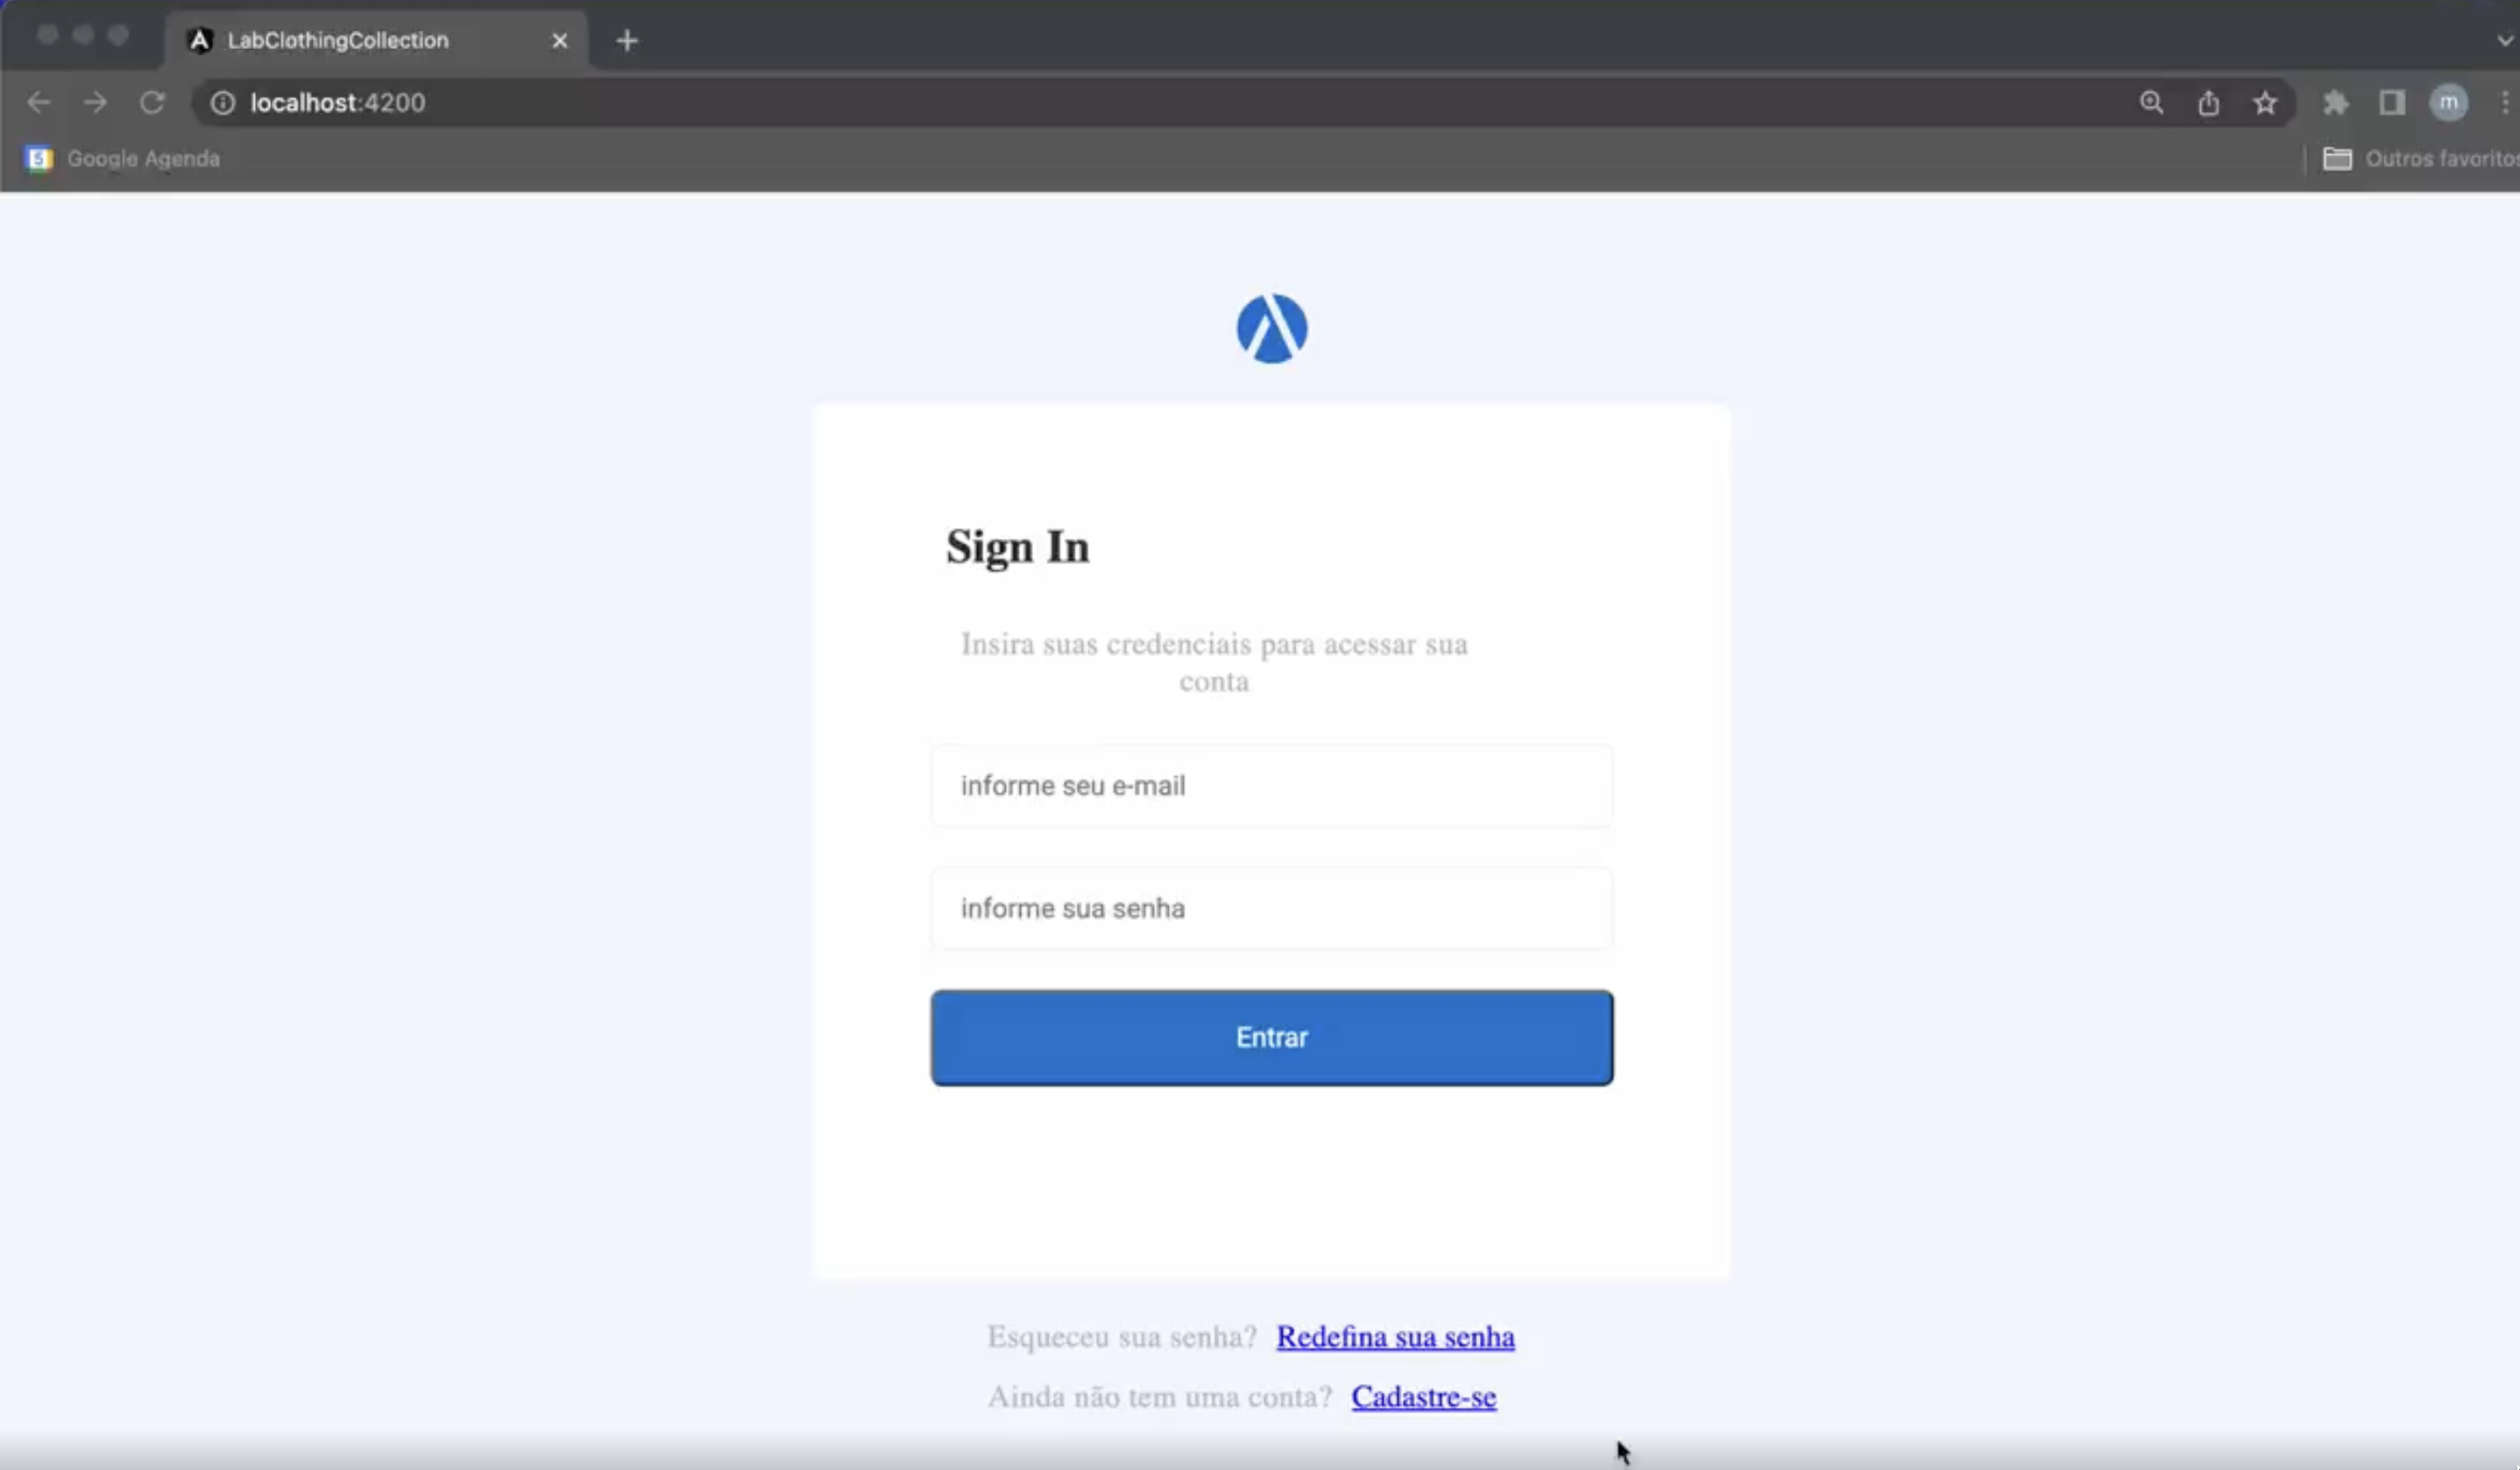 LabClothingCollection
localhost:4200
m
5 Google Agenda
Outros favoritos
Sign In
Insira suas credenciais para acessar sua
conta
informe seu e-mail
informe sua senha
Entrar
Esqueceu sua senha? Redefina sua senha
Ainda não tem uma conta? Cadastre-se